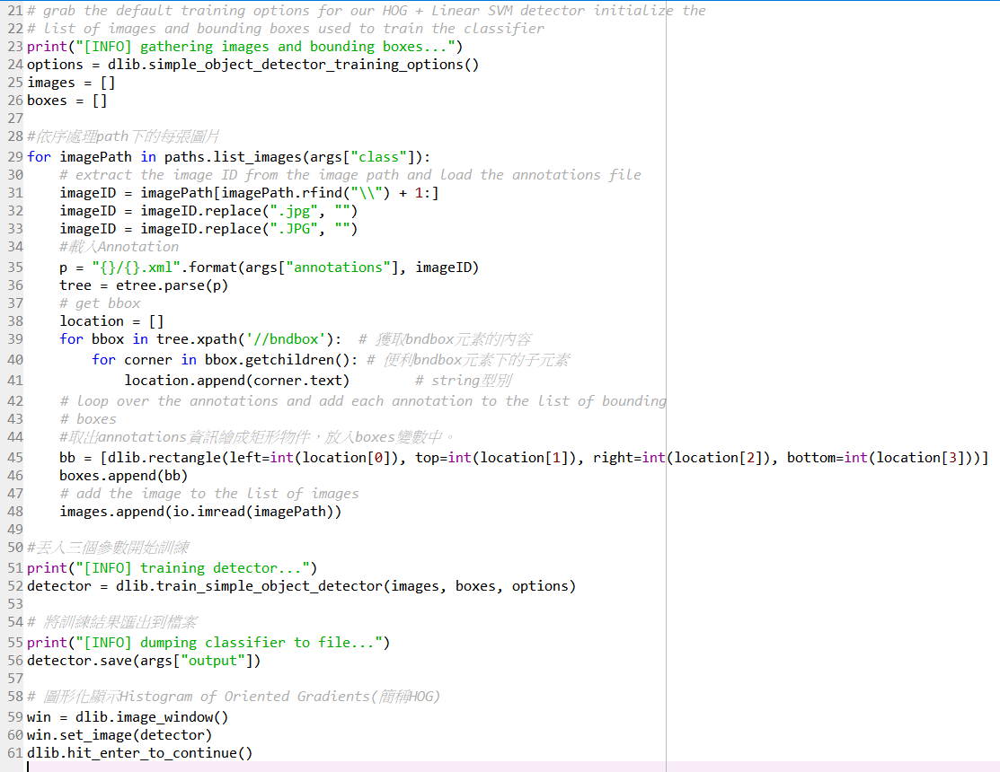 21 # grab the default training options for our HOG + Linear SVM detector initialize the
22 # list of images and bounding boxes used to train the classifier
23 print("[INFO] gathering images and bounding boxes...")
24 options = dlib.simple_object_detector_training_options()
25 images = []
26 boxes = []
27
28 #依序處理path下的每張圖片
29 for imagePath in paths.list_images(args["class"]):
30     # extract the image ID from the image path and load the annotations file
31     imageID = imagePath[imagePath.rfind("\\") + 1:]
32     imageID = imageID.replace(".jpg", "")
33     imageID = imageID.replace(".JPG", "")
34     #載入Annotation
35     p = "{}/{}.xml".format(args["annotations"], imageID)
36     tree = etree.parse(p)
37     # get bbox
38     location = []
39     for bbox in tree.xpath('//bndbox'):  # 獲取bndbox元素的內容
40         for corner in bbox.getchildren(): # 便利bndbox元素下的子元素
41             location.append(corner.text)        # string型別
42     # loop over the annotations and add each annotation to the list of bounding
43     # boxes
44     #取出annotations資訊繪成矩形物件，放入boxes變數中。
45     bb = [dlib.rectangle(left=int(location[0]), top=int(location[1]), right=int(location[2]), bottom=int(location[3]))]
46     boxes.append(bb)
47     # add the image to the list of images
48     images.append(io.imread(imagePath))
49
50 #丟入三個參數開始訓練
51 print("[INFO] training detector...")
52 detector = dlib.train_simple_object_detector(images, boxes, options)
53
54 # 將訓練結果匯出到檔案
55 print("[INFO] dumping classifier to file...")
56 detector.save(args["output"])
57
58 # 圖形化顯示Histogram of Oriented Gradients(簡稱HOG)
59 win = dlib.image_window()
60 win.set_image(detector)
61 dlib.hit_enter_to_continue()